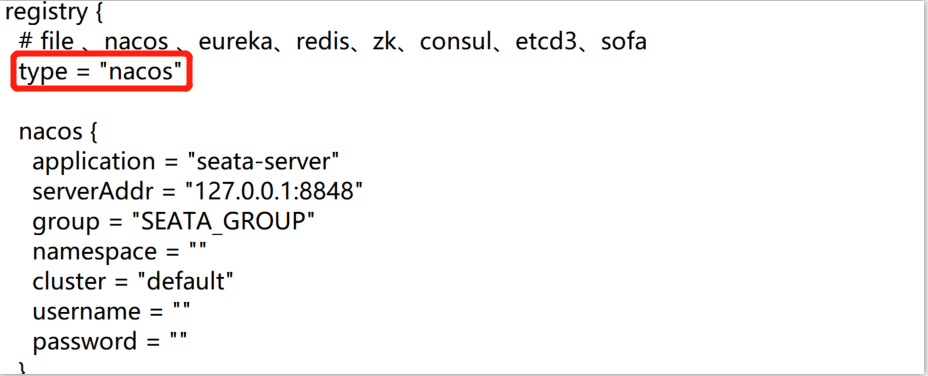 registry {
# file 、nacos 、eureka、redis、zk、consul、etcd3、sofa
type = "nacos"
nacos {
application = "seata-server"
serverAddr = "127.0.0.1:8848"
group = "SEATA_GROUP"
namespace = ""
cluster = "default"
username = ""
password = ""
}